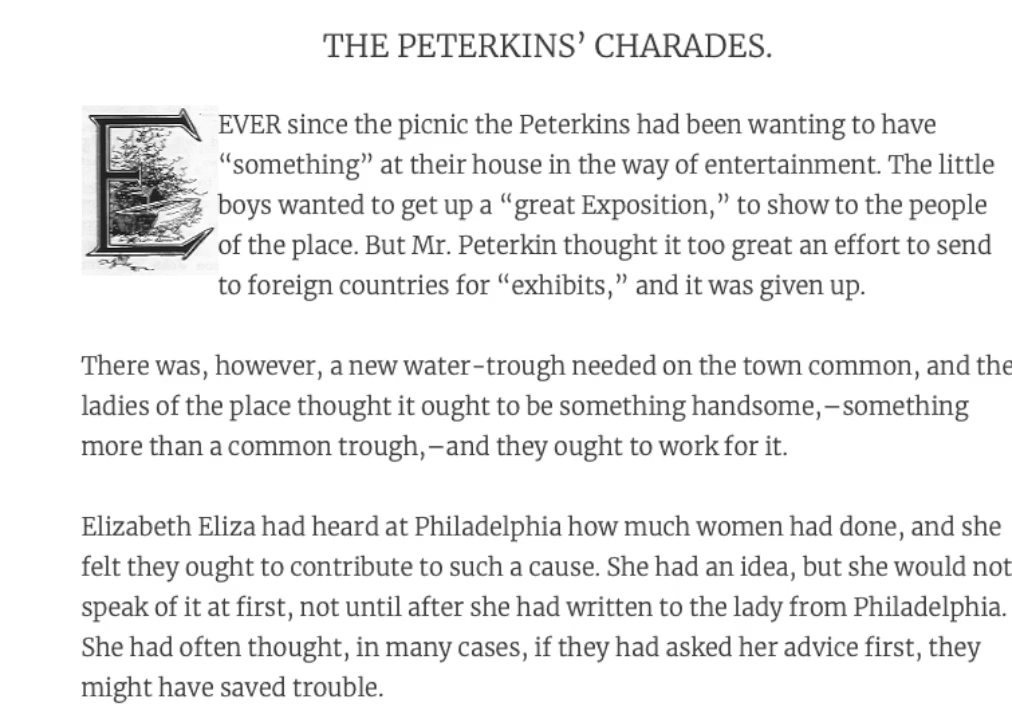 THE PETERKINS’ CHARADES.
EVER since the picnic the Peterkins had been wanting to have
“something” at their house in the way of entertainment. The little
boys wanted to get up a “great Exposition,” to show to the people
of the place. But Mr. Peterkin thought it too great an effort to send
to foreign countries for “exhibits,” and it was given up.
There was, however, a new water-trough needed on the town common, and the
ladies of the place thought it ought to be something handsome,—something
more than a common trough,—and they ought to work for it.
Elizabeth Eliza had heard at Philadelphia how much women had done, and she
felt they ought to contribute to such a cause. She had an idea, but she would not
speak of it at first, not until after she had written to the lady from Philadelphia.
She had often thought, in many cases, if they had asked her advice first, they
might have saved trouble.